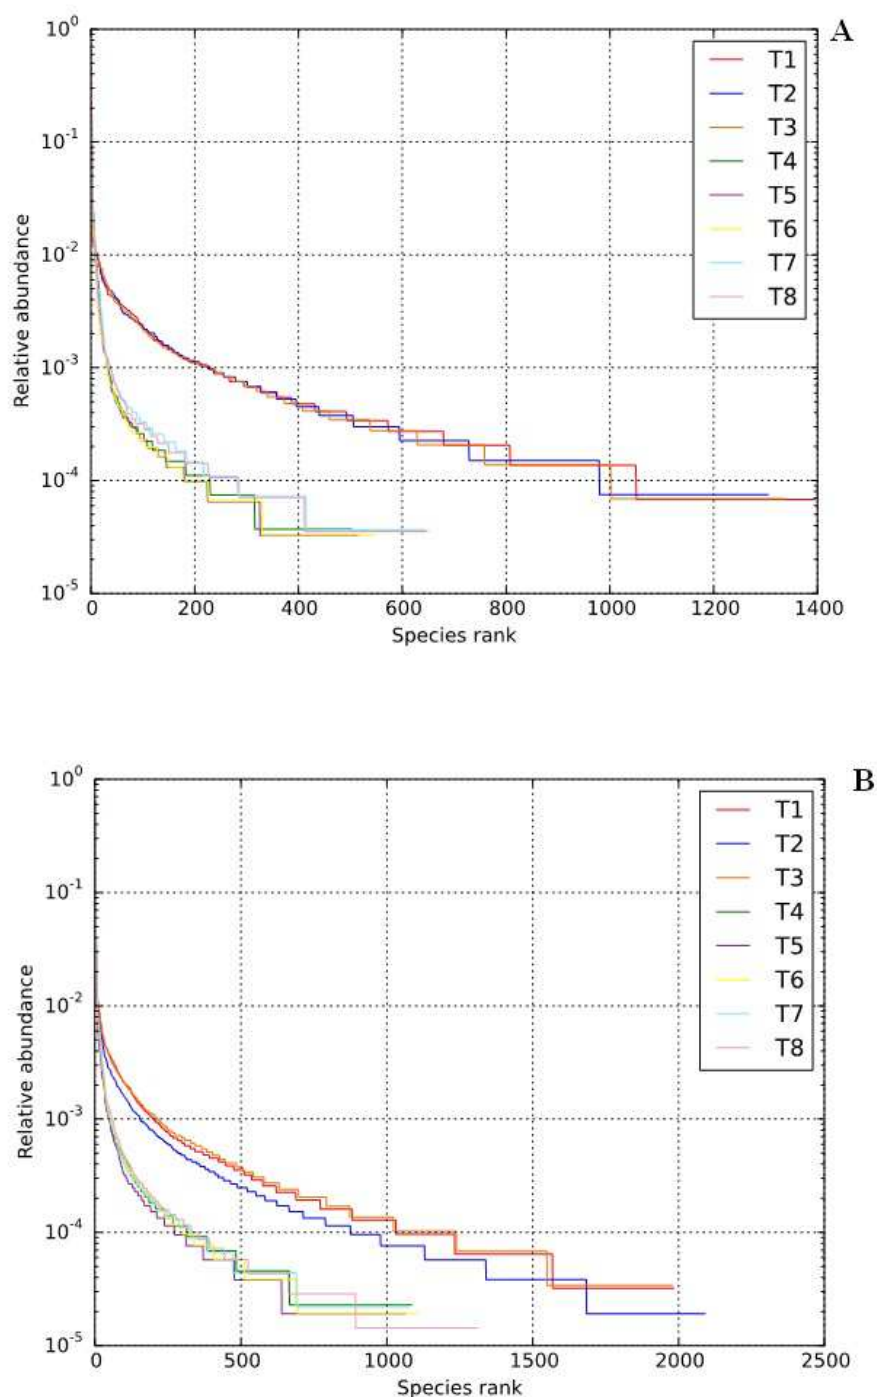 A
10^0
10^-1
10^-2
10^-3
10^-4
10^-5
Relative abundance
T1
T2
T3
T4
T5
T6
T7
T8
0 200 400 600 800 1000 1200 1400
Species rank
B
10^0
10^-1
10^-2
10^-3
10^-4
10^-5
Relative abundance
T1
T2
T3
T4
T5
T6
T7
T8
0 500 1000 1500 2000 2500
Species rank